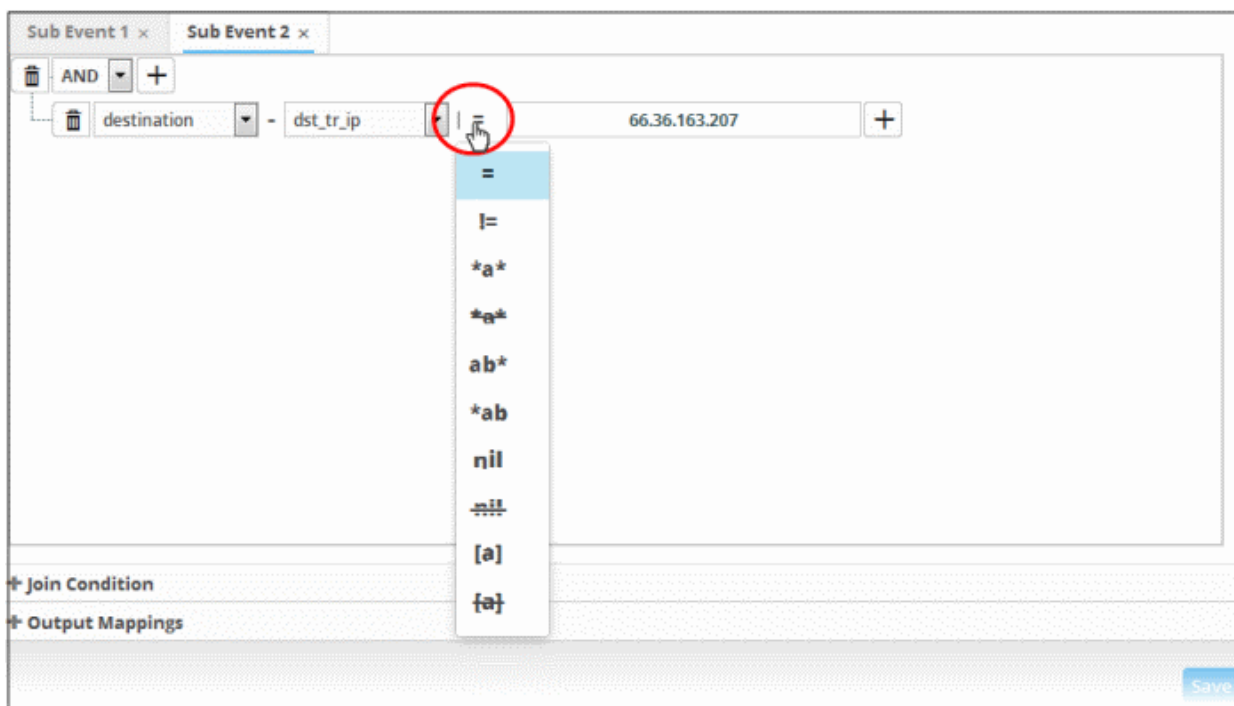 Sub Event 1 × Sub Event 2 ×
AND
destination - dst_tr_ip | = 66.36.163.207
=
!=
*a*
*a*
ab*
*ab
nil
nil
[a]
[a]
Join Condition
Output Mappings
Save